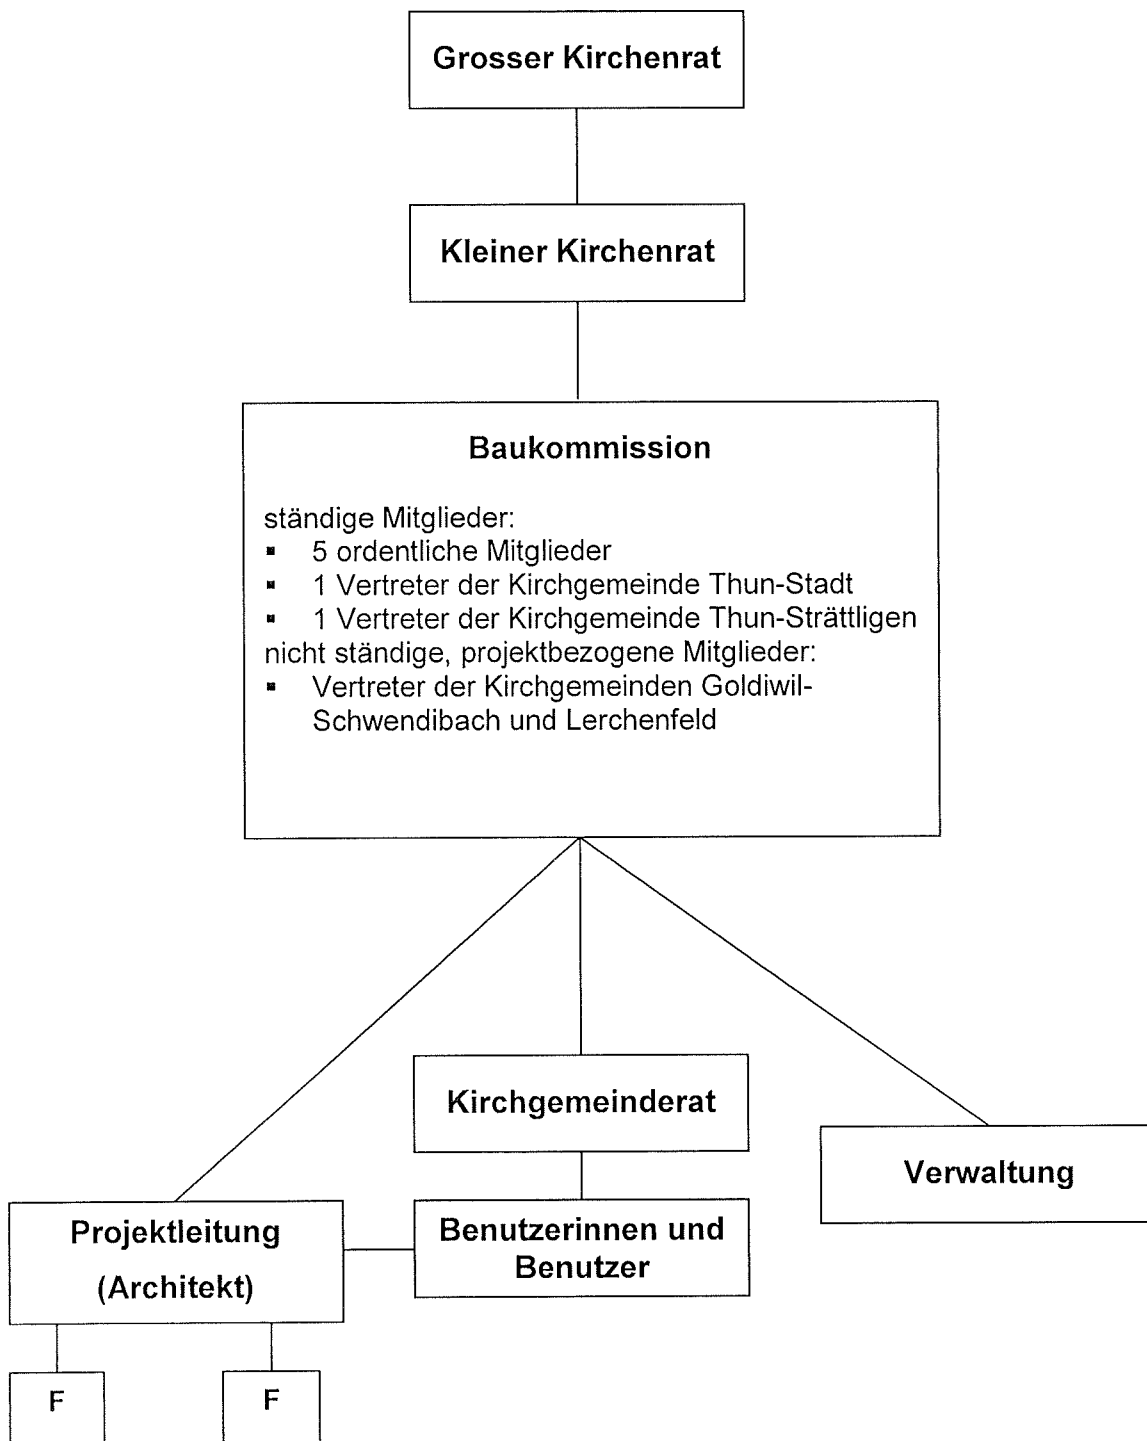 Grosser Kirchenrat
Kleiner Kirchenrat
Baukommission
ständige Mitglieder:
▪ 5 ordentliche Mitglieder
▪ 1 Vertreter der Kirchgemeinde Thun-Stadt
▪ 1 Vertreter der Kirchgemeinde Thun-Strättligen
nicht ständige, projektbezogene Mitglieder:
▪ Vertreter der Kirchgemeinden Goldiwil-
Schwendibach und Lerchenfeld
Kirchgemeinderat
Verwaltung
Projektleitung
(Architekt)
Benutzerinnen und
Benutzer
F
F